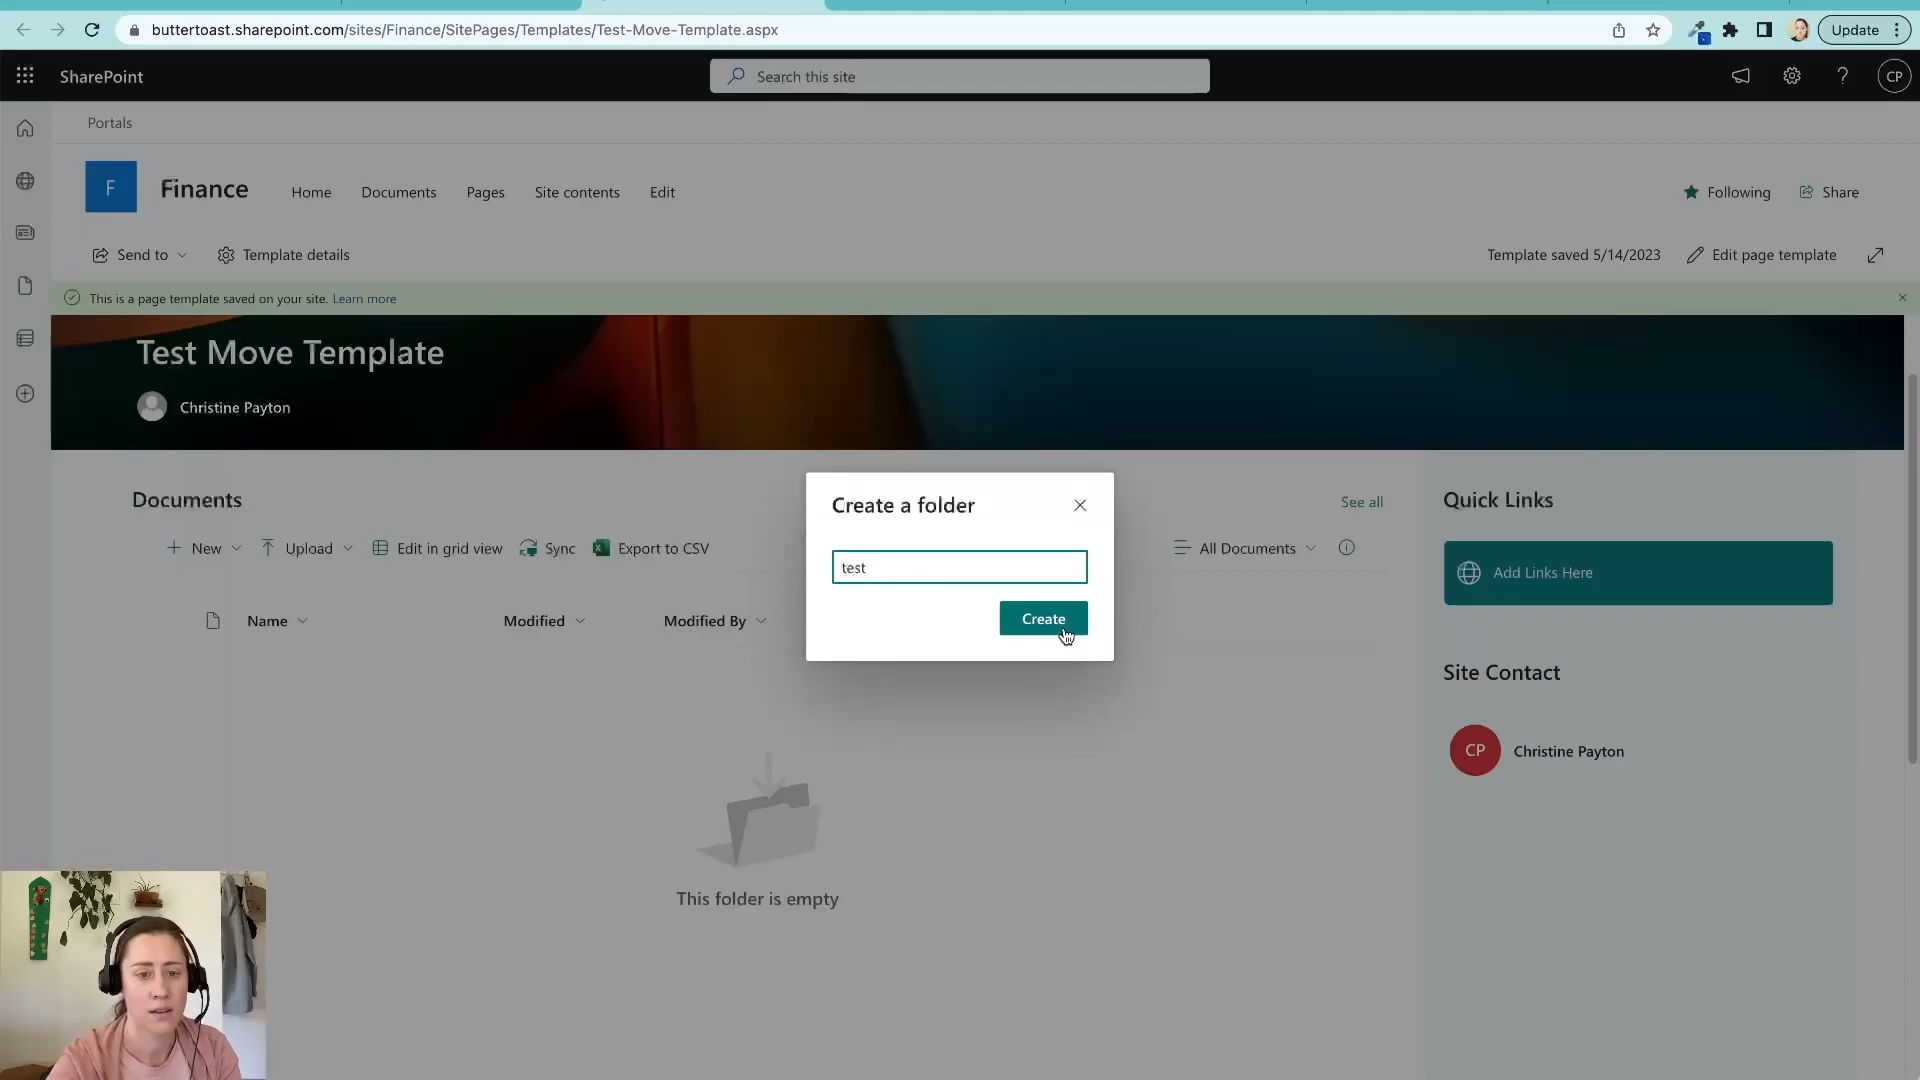 buttertoast.sharepoint.com/sites/Finance/SitePages/Templates/Test-Move-Template.aspx
Update
SharePoint
Search this site
CP
Portals
F
Finance
Home
Documents
Pages
Site contents
Edit
Following
Share
Send to
Template details
Template saved 5/14/2023
Edit page template
This is a page template saved on your site. Learn more
Test Move Template
Christine Payton
Documents
See all
Quick Links
New
Upload
Edit in grid view
Sync
Export to CSV
All Documents
Add Links Here
Create a folder
test
Create
Name
Modified
Modified By
Site Contact
CP
Christine Payton
This folder is empty